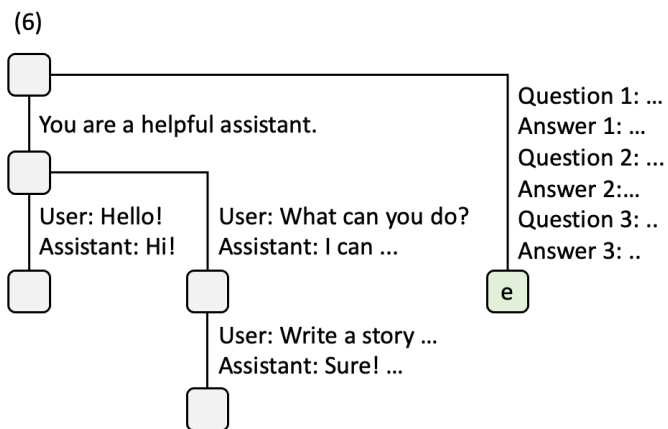 (6)
You are a helpful assistant.
User: Hello!
Assistant: Hi!
User: What can you do?
Assistant: I can ...
User: Write a story ...
Assistant: Sure! ...
Question 1: ...
Answer 1: ...
Question 2: ...
Answer 2:...
Question 3: ..
Answer 3: ..
e